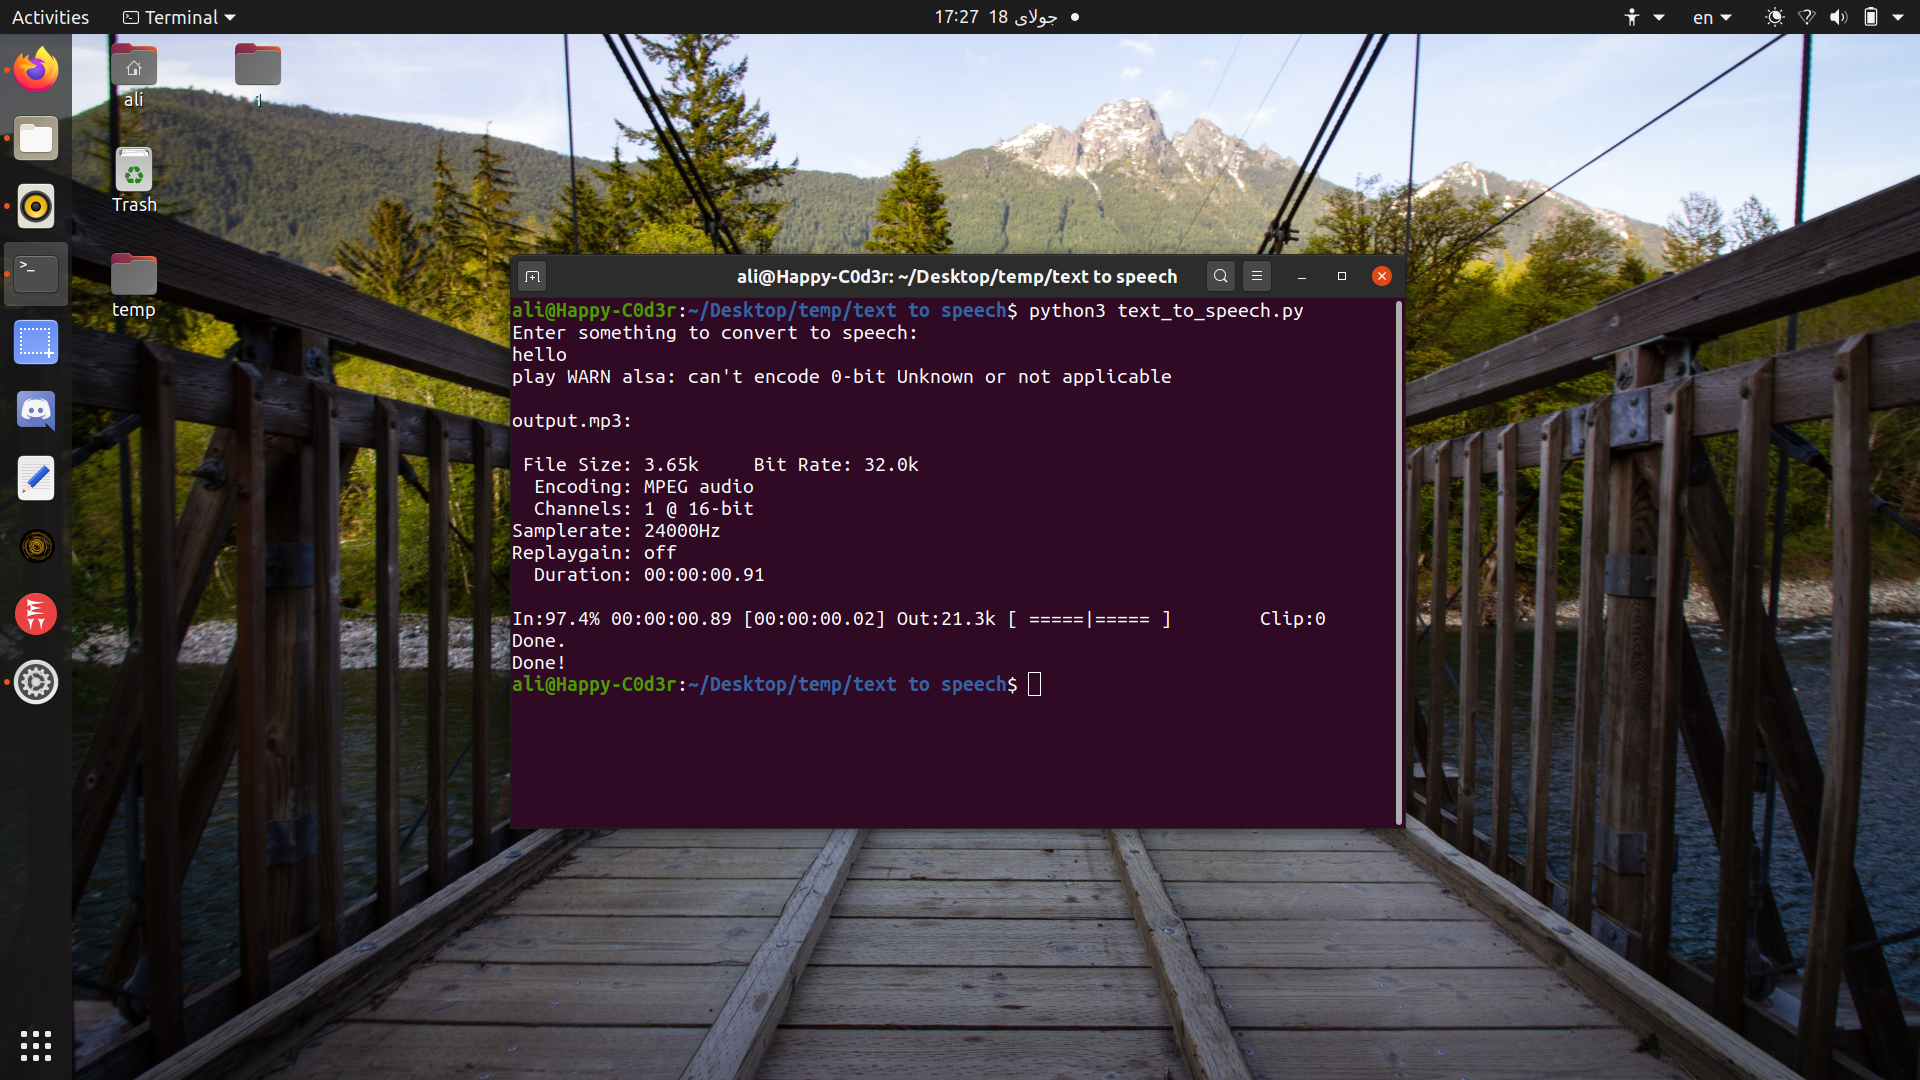 Activities
Terminal
17:27 18 جولای
en
ali
1
Trash
temp
ali@Happy-C0d3r: ~/Desktop/temp/text to speech
ali@Happy-C0d3r:~/Desktop/temp/text to speech$ python3 text_to_speech.py
Enter something to convert to speech:
hello
play WARN alsa: can't encode 0-bit Unknown or not applicable
output.mp3:
File Size: 3.65k     Bit Rate: 32.0k
Encoding: MPEG audio
Channels: 1 @ 16-bit
Samplerate: 24000Hz
Replaygain: off
Duration: 00:00:00.91
In:97.4% 00:00:00.89 [00:00:00.02] Out:21.3k [ =====|===== ]        Clip:0
Done.
Done!
ali@Happy-C0d3r:~/Desktop/temp/text to speech$